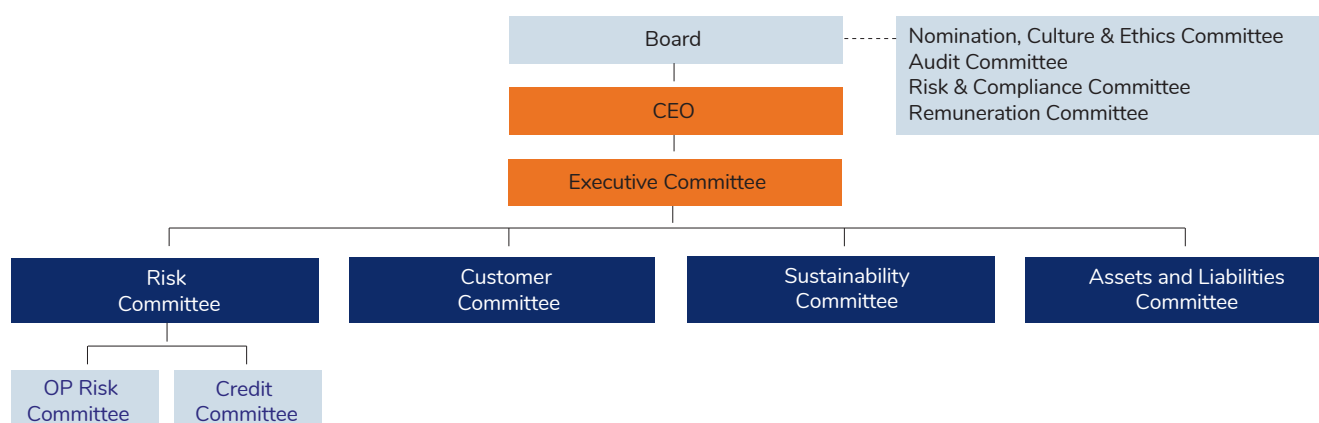 Board
Nomination, Culture & Ethics Committee
Audit Committee
Risk & Compliance Committee
Remuneration Committee
CEO
Executive Committee
Risk
Committee
Customer
Committee
Sustainability
Committee
Assets and Liabilities
Committee
OP Risk
Committee
Credit
Committee